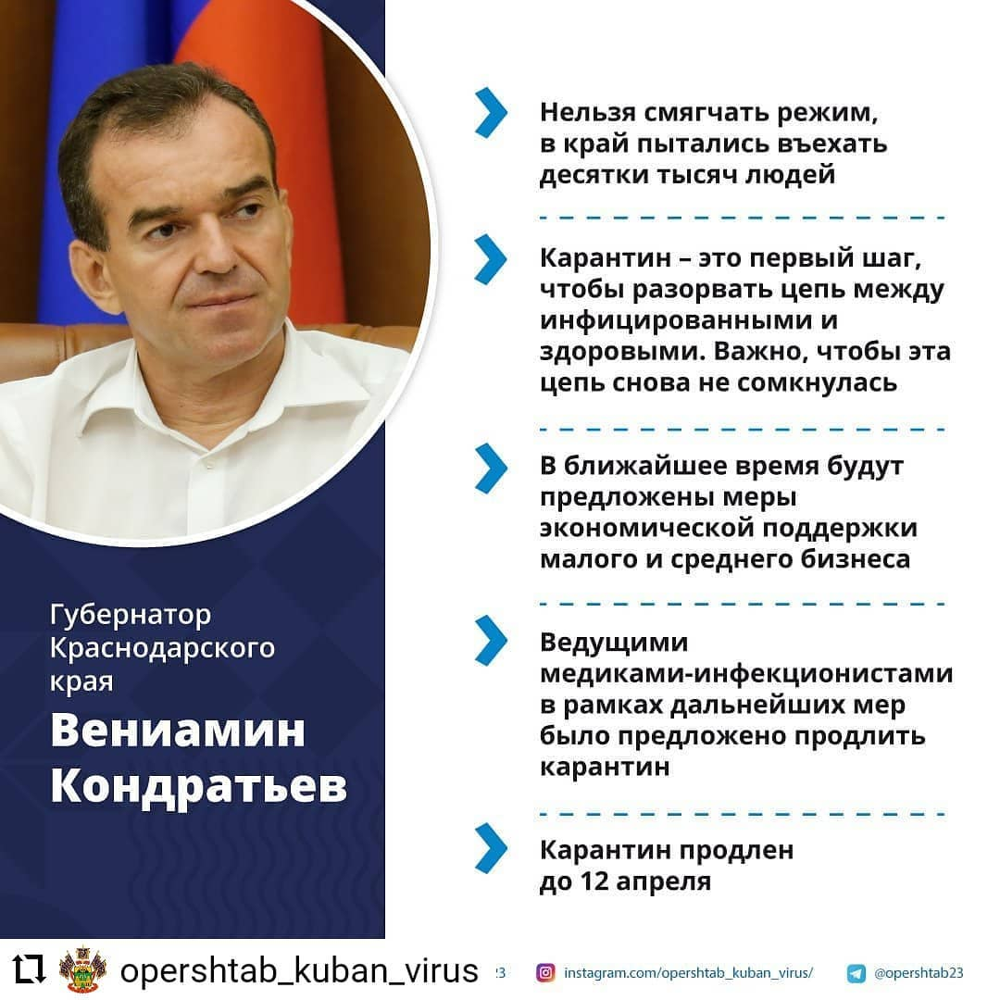 Нельзя смягчать режим,
в край пытались въехать
десятки тысяч людей
Карантин – это первый шаг,
чтобы разорвать цепь между
инфицированными и
здоровыми. Важно, чтобы эта
цепь снова не сомкнулась
В ближайшее время будут
предложены меры
экономической поддержки
малого и среднего бизнеса
Ведущими
медиками-инфекционистами
в рамках дальнейших мер
было предложено продлить
карантин
Карантин продлен
до 12 апреля
Губернатор
Краснодарского
края
Вениамин
Кондратьев
opershtab_kuban_virus
23 instagram.com/opershtab_kuban_virus/ @opershtab23